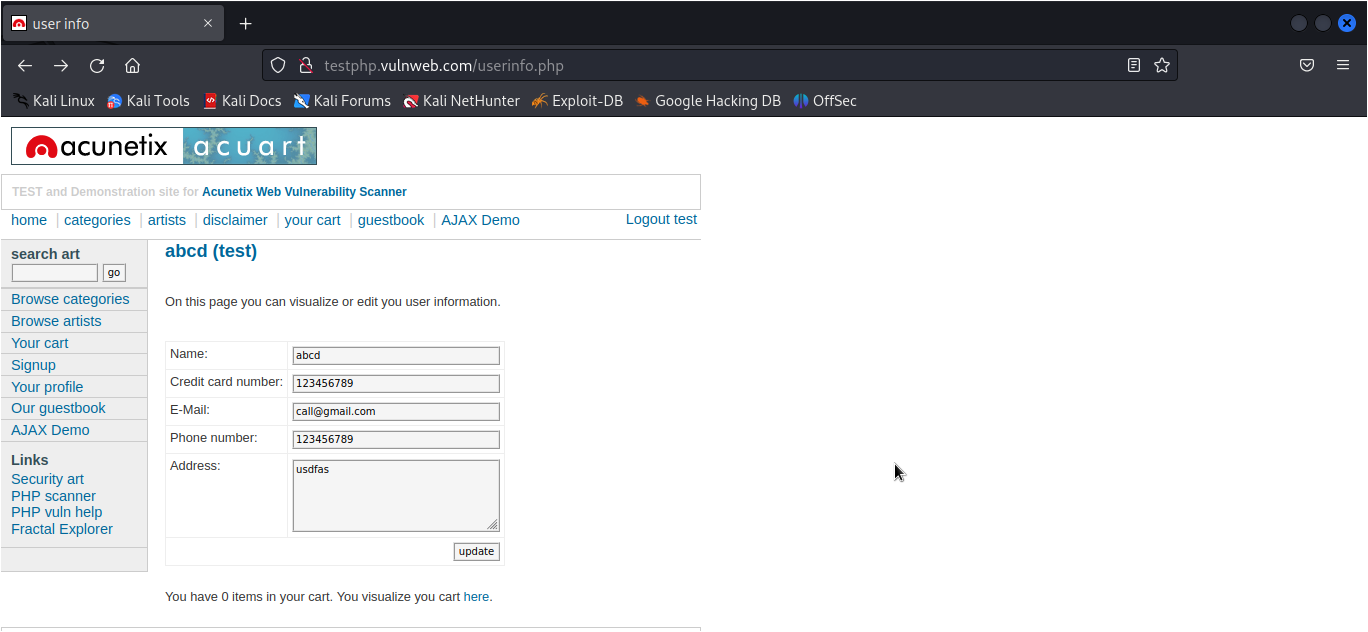 user info
testphp.vulnweb.com/userinfo.php
Kali Linux Kali Tools Kali Docs Kali Forums Kali NetHunter Exploit-DB Google Hacking DB OffSec
acunetix acuart
TEST and Demonstration site for Acunetix Web Vulnerability Scanner
home | categories | artists | disclaimer | your cart | guestbook | AJAX Demo Logout test
search art
go
Browse categories
Browse artists
Your cart
Signup
Your profile
Our guestbook
AJAX Demo
Links
Security art
PHP scanner
PHP vuln help
Fractal Explorer
abcd (test)
On this page you can visualize or edit you user information.
Name: abcd
Credit card number: 123456789
E-Mail: call@gmail.com
Phone number: 123456789
Address: usdfas
update
You have 0 items in your cart. You visualize you cart here.